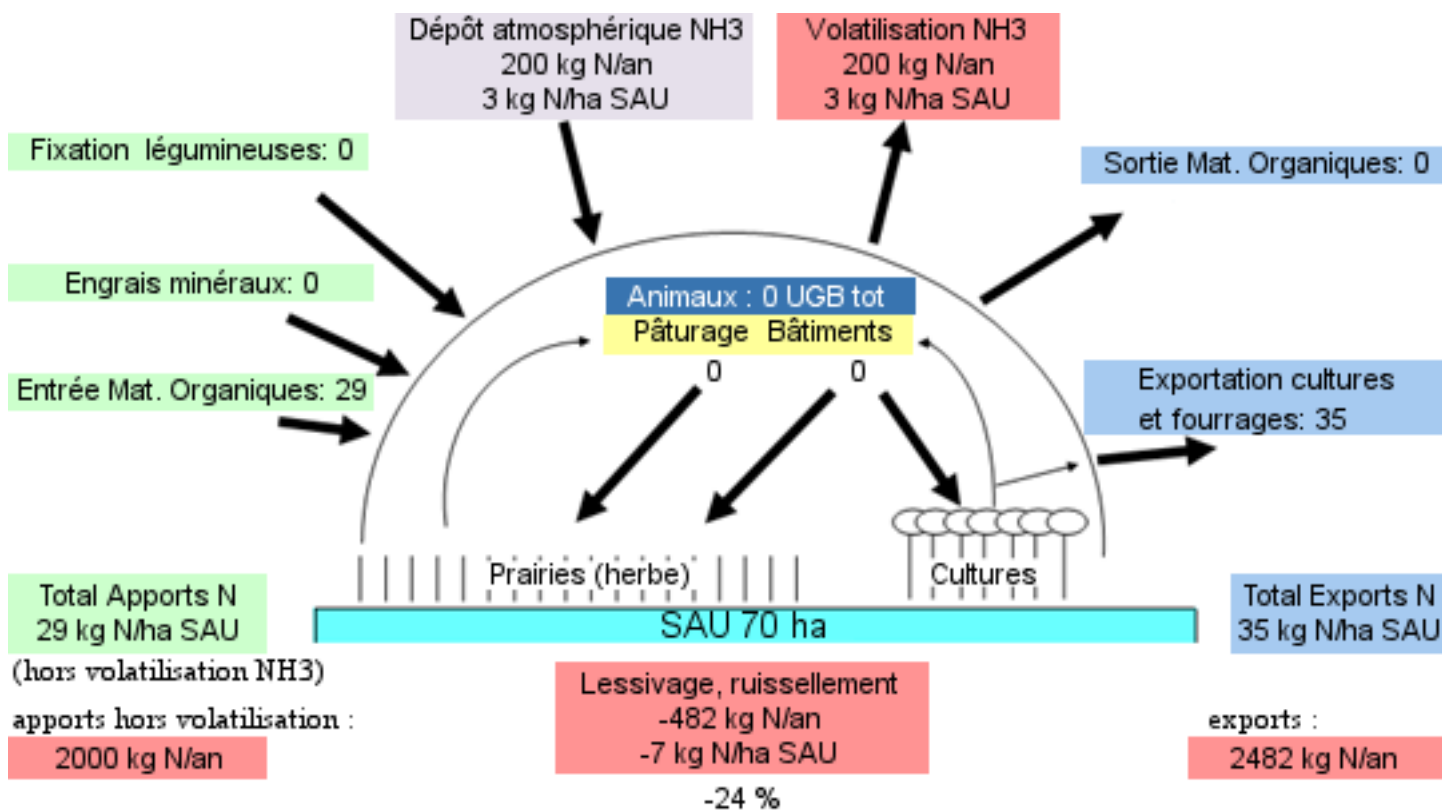 Dépôt atmosphérique NH3
200 kg N/an
3 kg N/ha SAU
Volatilisation NH3
200 kg N/an
3 kg N/ha SAU
Fixation légumineuses: 0
Sortie Mat. Organiques: 0
Engrais minéraux: 0
Animaux : 0 UGB tot
Pâturage Bâtiments
0 0
Entrée Mat. Organiques: 29
Exportation cultures
et fourrages: 35
Prairies (herbe)
Cultures
Total Apports N
29 kg N/ha SAU
(hors volatilisation NH3)
SAU 70 ha
Total Exports N
35 kg N/ha SAU
Lessivage, ruissellement
-482 kg N/an
-7 kg N/ha SAU
-24 %
apports hors volatilisation :
2000 kg N/an
exports :
2482 kg N/an